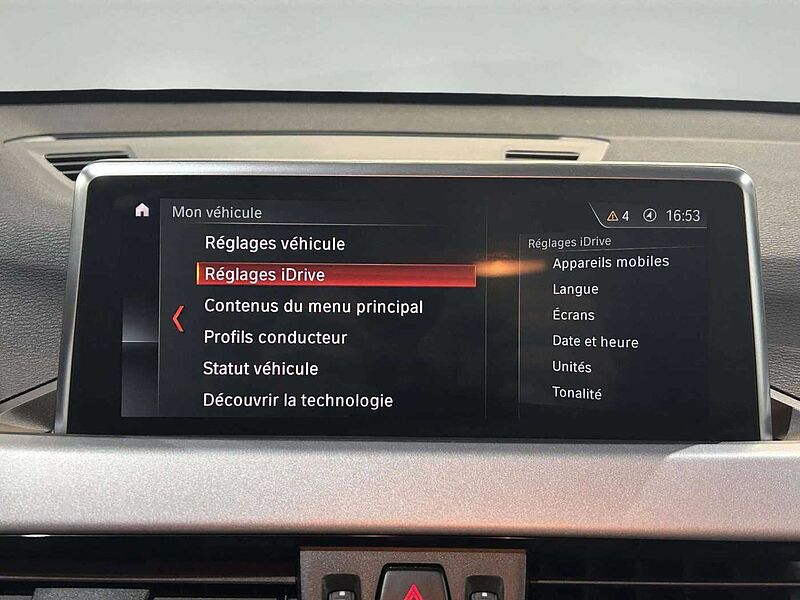 Mon véhicule
4 16:53
Réglages véhicule
Réglages iDrive
Contenus du menu principal
Profils conducteur
Statut véhicule
Découvrir la technologie
Réglages iDrive
Appareils mobiles
Langue
Écrans
Date et heure
Unités
Tonalité